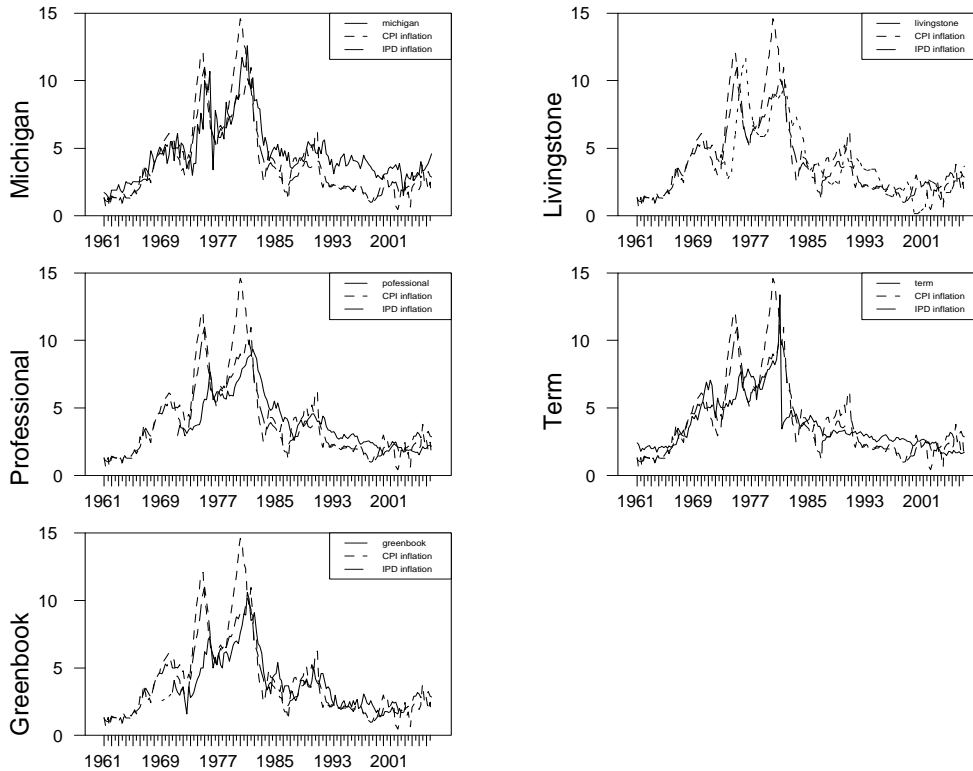 Michigan
15
10
5
0
1961 1969 1977 1985 1993 2001
michigan
CPI inflation
IPD inflation
Livingstone
15
10
5
0
1961 1969 1977 1985 1993 2001
livingstone
CPI inflation
IPD inflation
Professional
15
10
5
0
1961 1969 1977 1985 1993 2001
pofessional
CPI inflation
IPD inflation
Term
15
10
5
0
1961 1969 1977 1985 1993 2001
term
CPI inflation
IPD inflation
Greenbook
15
10
5
0
1961 1969 1977 1985 1993 2001
greenbook
CPI inflation
IPD inflation